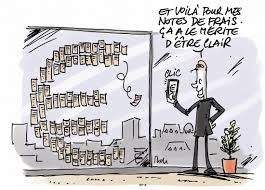 ET VOILÀ POUR MES
NOTES DE FRAIS.
ÇA A LE MÉRITE
D'ÊTRE CLAIR
CLIC